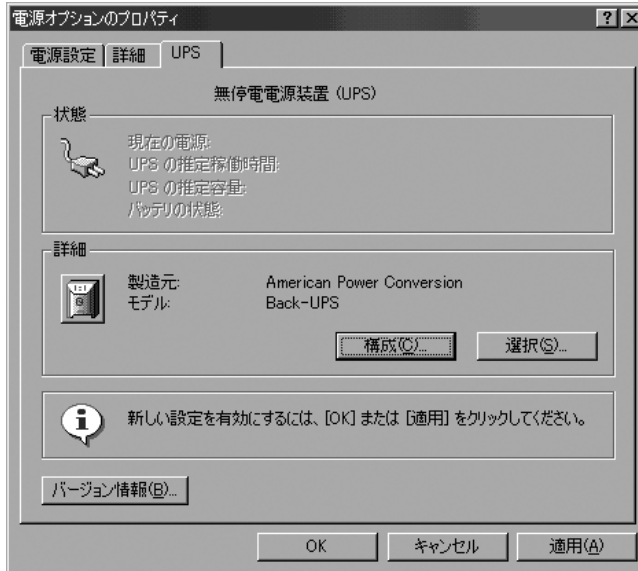 電源オプションのプロパティ
電源設定 詳細 UPS
無停電電源装置 (UPS)
状態
現在の電源:
UPS の推定稼働時間:
UPS の推定容量:
バッテリの状態:
詳細
製造元: American Power Conversion
モデル: Back-UPS
構成(C)... 選択(S)...
新しい設定を有効にするには、[OK] または [適用] をクリックしてください。
バージョン情報(B)...
OK キャンセル 適用(A)